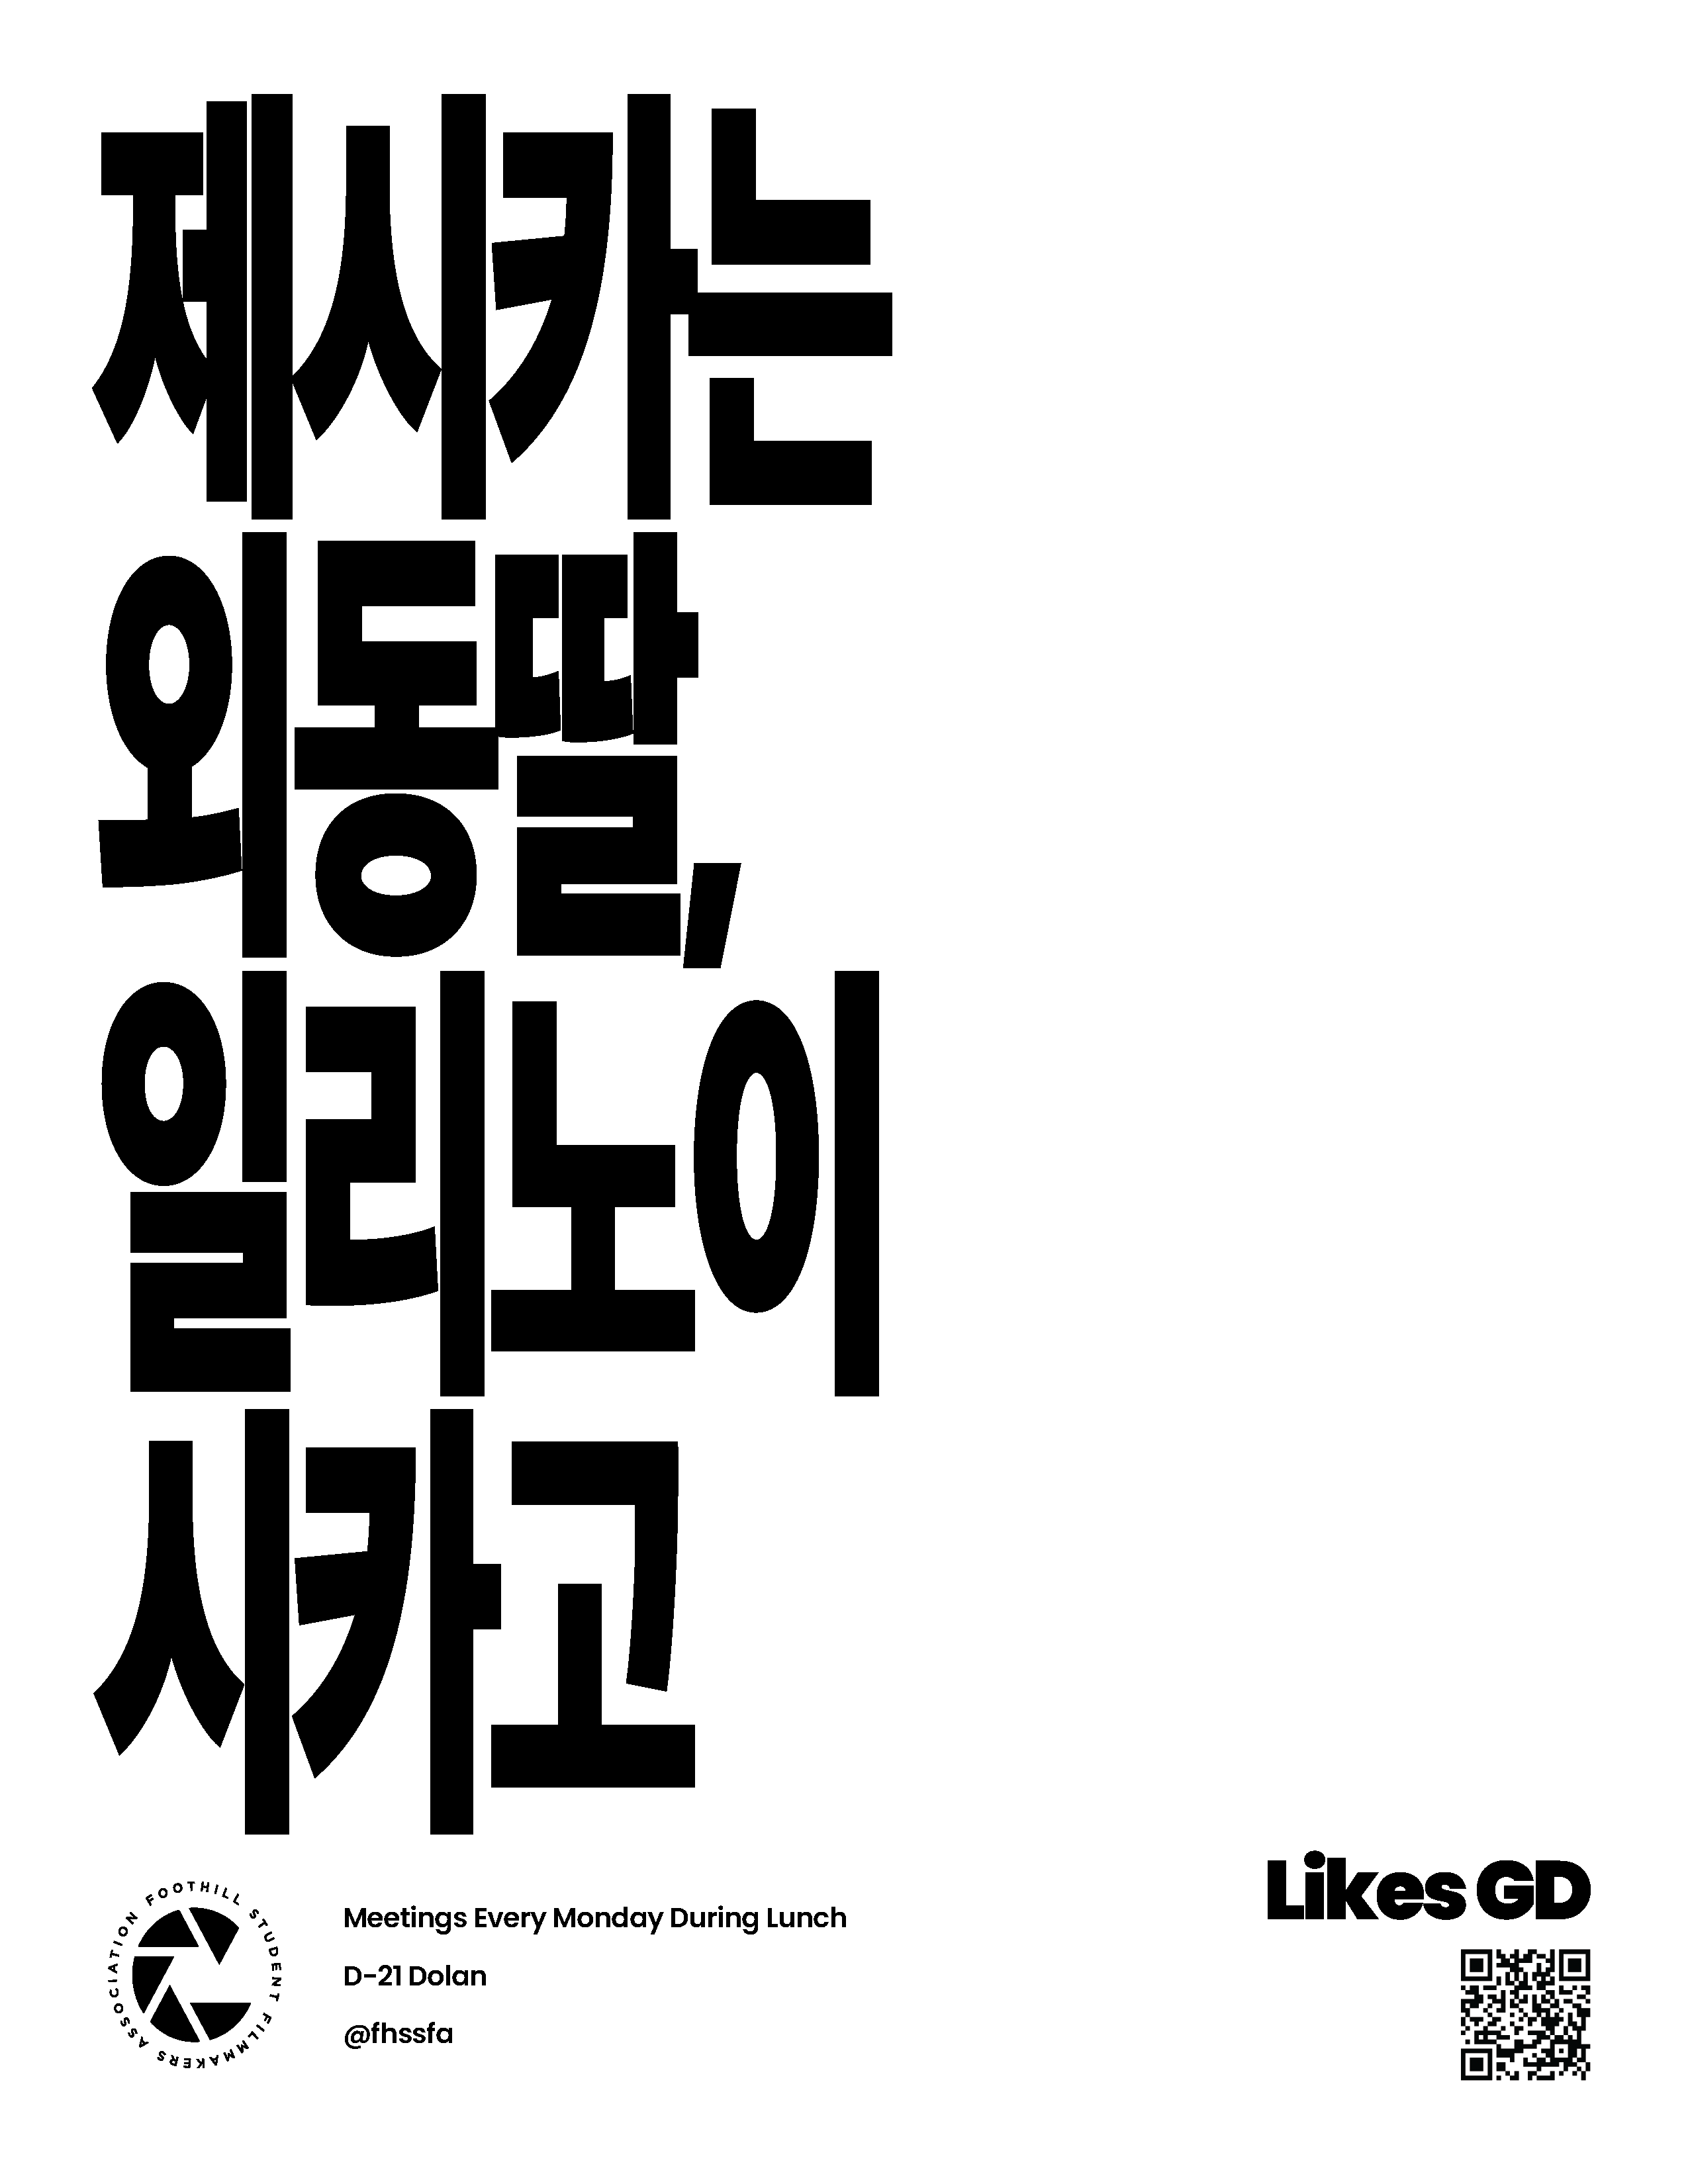 제시카는
외동딸,
일리노이
시카고
Likes GD
FOOTHILL STUDENT FILMMAKERS ASSOCIATION
Meetings Every Monday During Lunch
D-21 Dolan
@fhssfa